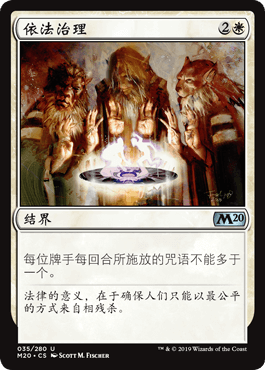 依法治理 2
结界 M20
每位牌手每回合所施放的咒语不能多于
一个。
法律的意义，在于确保人们只能以最公平
的方式来自相残杀。
035/280 U
M20 • CS SCOTT M. FISCHER
™ & © 2019 Wizards of the Coast